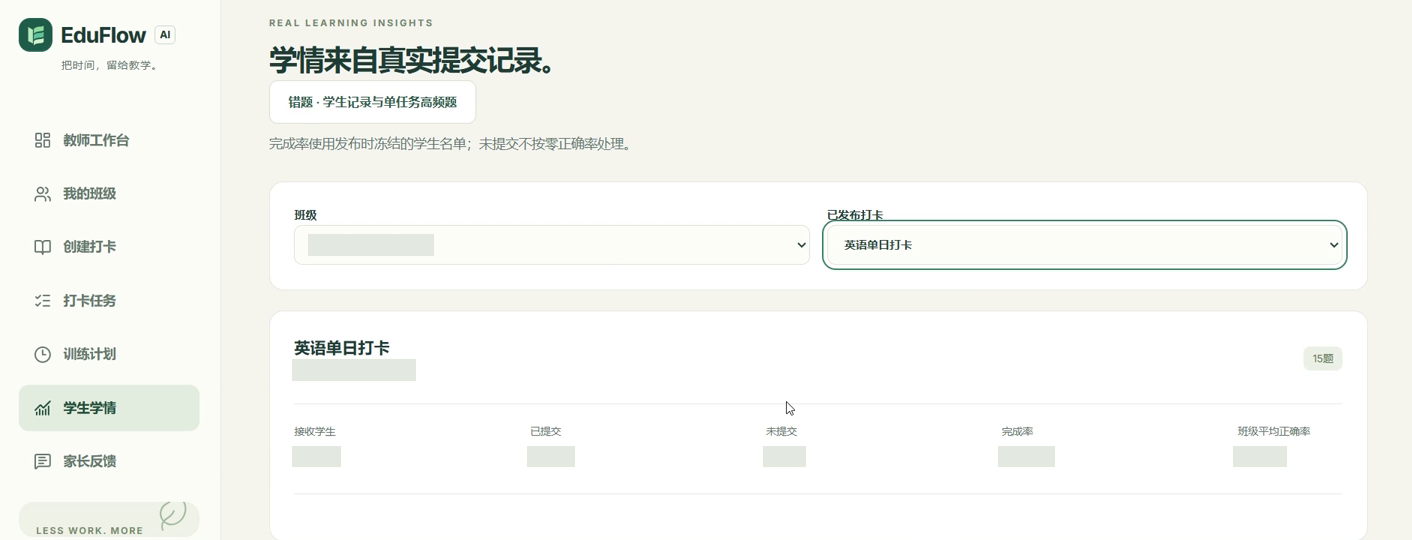 EduFlow AI
把时间，留给教学。
教师工作台
我的班级
创建打卡
打卡任务
训练计划
学生学情
家长反馈
LESS WORK. MORE
REAL LEARNING INSIGHTS
学情来自真实提交记录。
错题 · 学生记录与单任务高频题
完成率使用发布时冻结的学生名单；未提交不按零正确率处理。
班级
已发布打卡
英语单日打卡
英语单日打卡
15题
接收学生
已提交
未提交
完成率
班级平均正确率